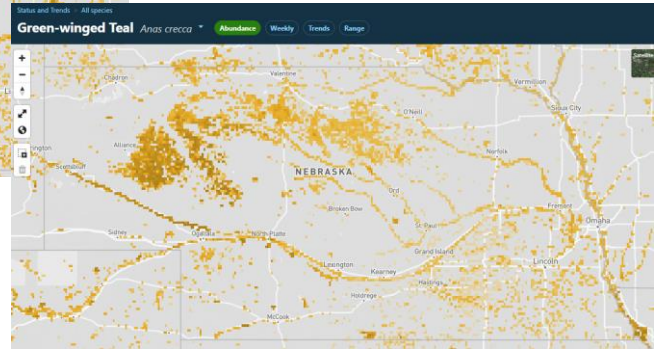 Status and Trends All species
Green-winged Teal Anas crecca Abundance Weekly Trends Range
Chadron
Valentine
Vermillion
O'Neill
Sioux City
Alliance
Norfolk
Scottsbluff
NEBRASKA
Ord
Broken Bow
Fremont
St. Paul
Omaha
Sidney
Ogallala
North Platte
Grand Island
Lincoln
Lexington
Kearney
Hastings
Holdrege
McCook